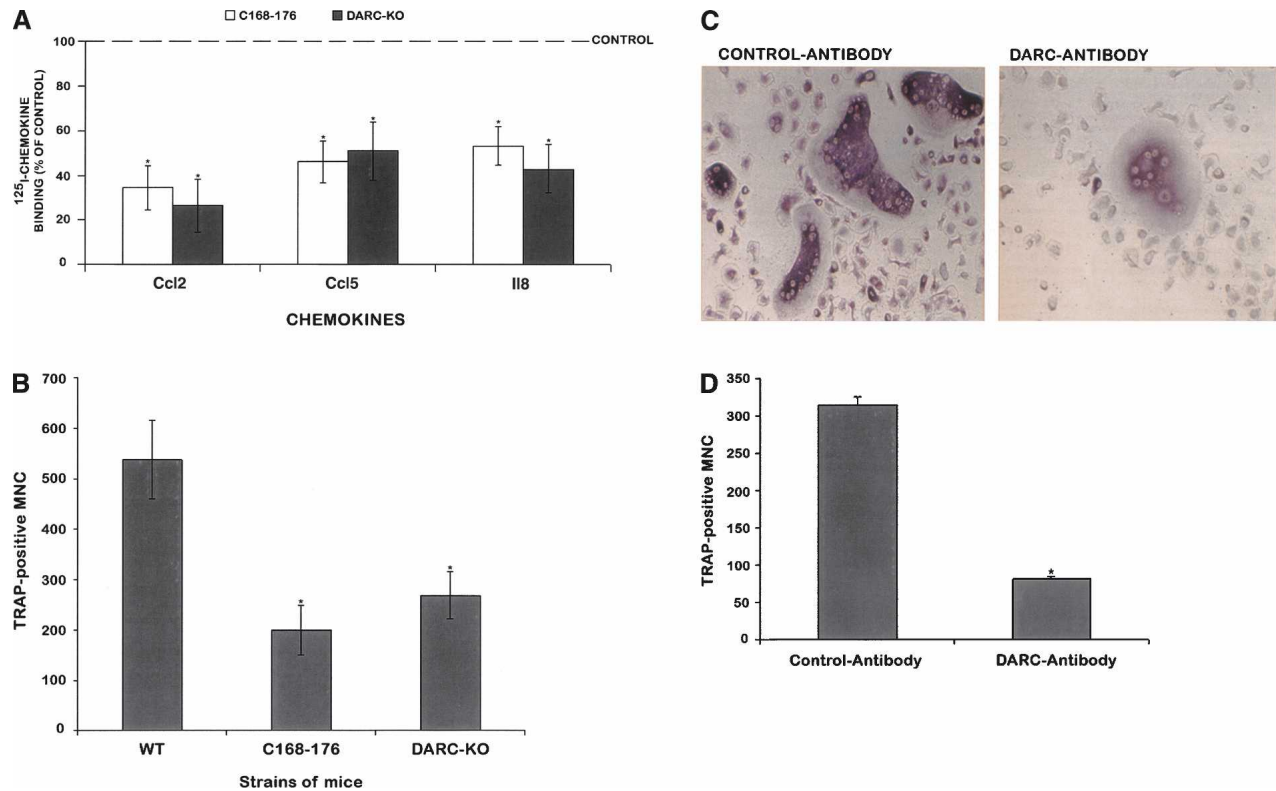 A
C168-176 DARC-KO
CONTROL
100
80
60
40
20
0
125I-CHEMOKINE
BINDING (% OF CONTROL)
* * * * * *
Ccl2 Ccl5 Il8
CHEMOKINES
B
700
600
500
400
300
200
100
0
TRAP-positive MNC
* *
WT C168-176 DARC-KO
Strains of mice
C
CONTROL-ANTIBODY DARC-ANTIBODY
D
350
300
250
200
150
100
50
0
TRAP-positive MNC
*
Control-Antibody DARC-Antibody